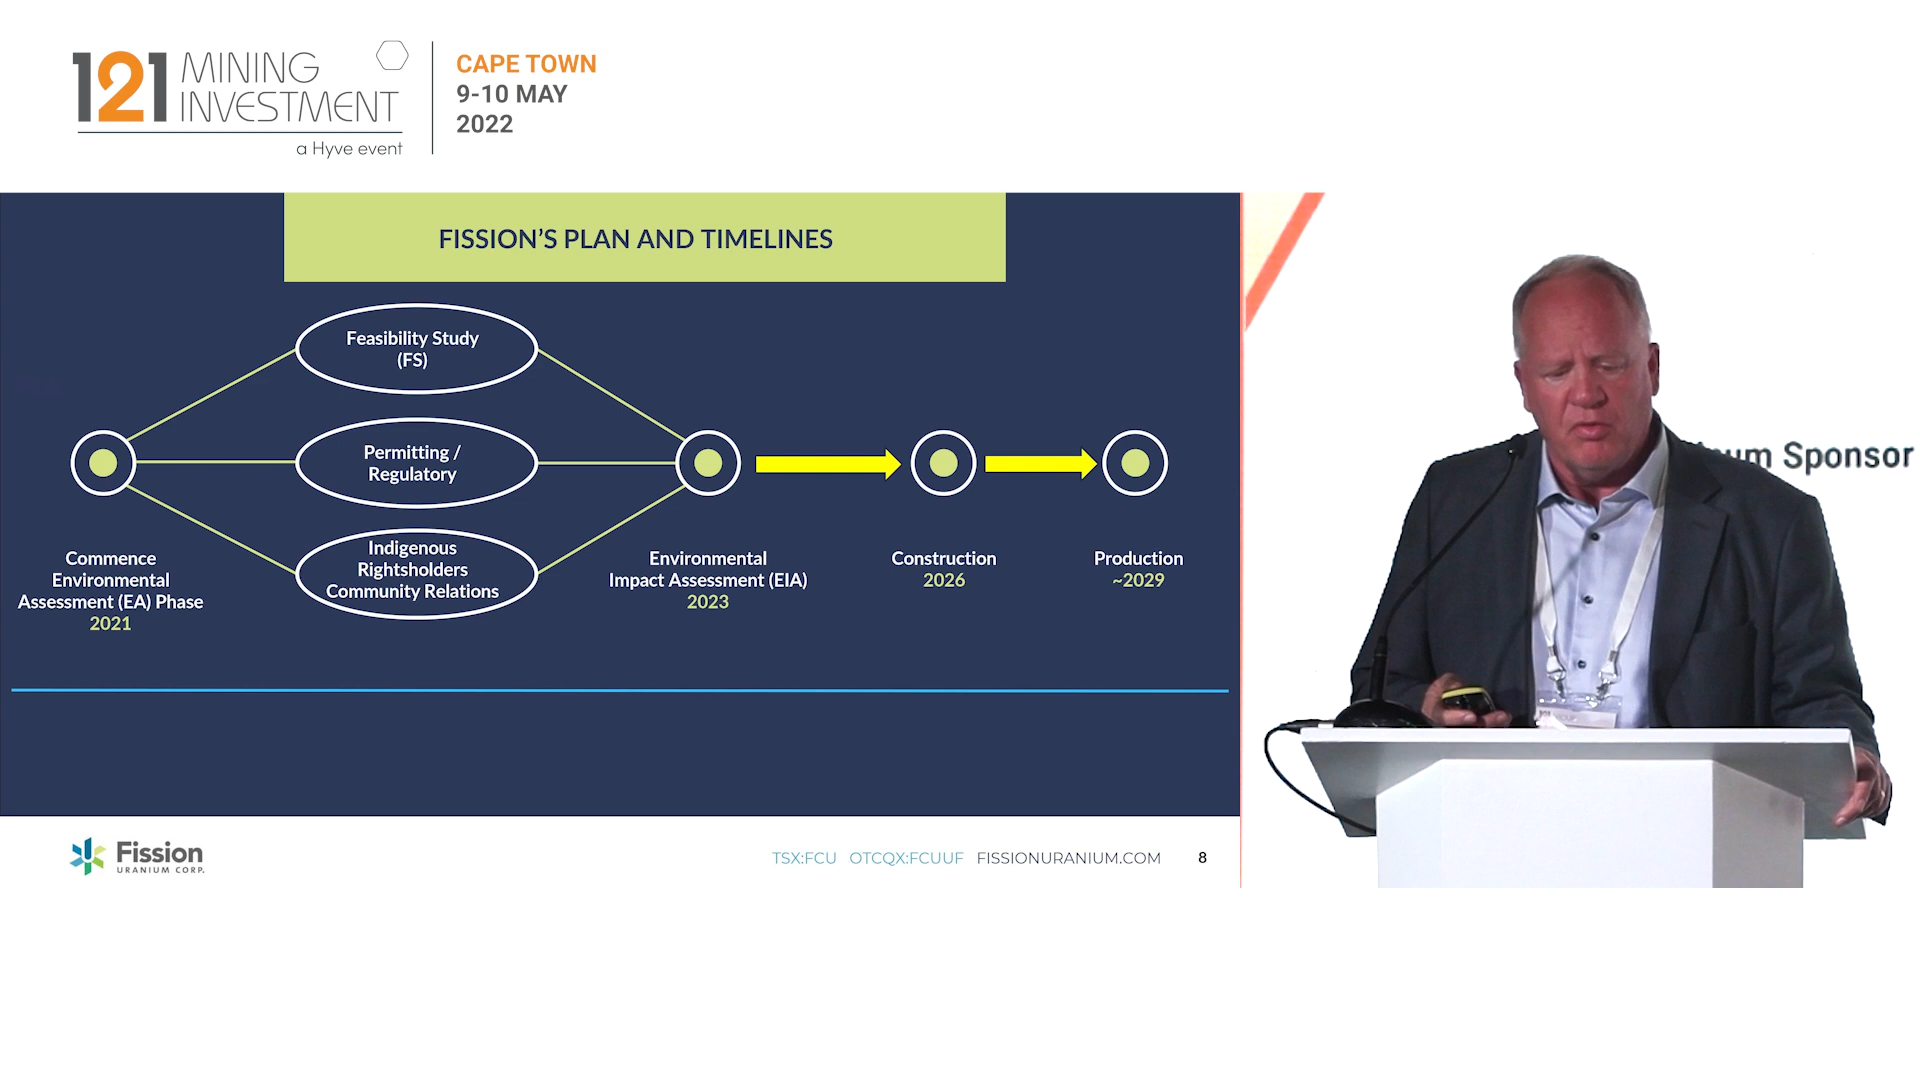 121 MINING
INVESTMENT
a Hyve event
CAPE TOWN
9-10 MAY
2022
FISSION'S PLAN AND TIMELINES
Feasibility Study
(FS)
Permitting /
Regulatory
Indigenous
Rightsholders
Community Relations
Commence
Environmental
Assessment (EA) Phase
2021
Environmental
Impact Assessment (EIA)
2023
Construction
2026
Production
~2029
Sponsor
Fission
URANIUM CORP.
TSX:FCU OTCQX:FCUUF FISSIONURANIUM.COM 8